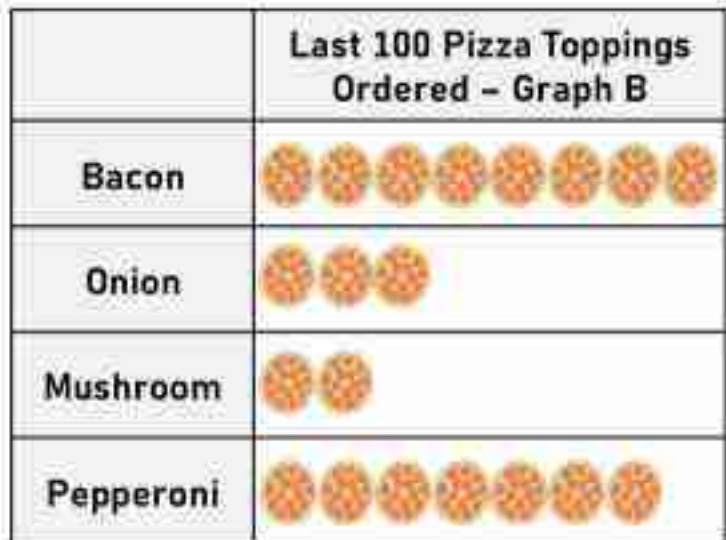 Last 100 Pizza Toppings
Ordered – Graph B
Bacon
Onion
Mushroom
Pepperoni